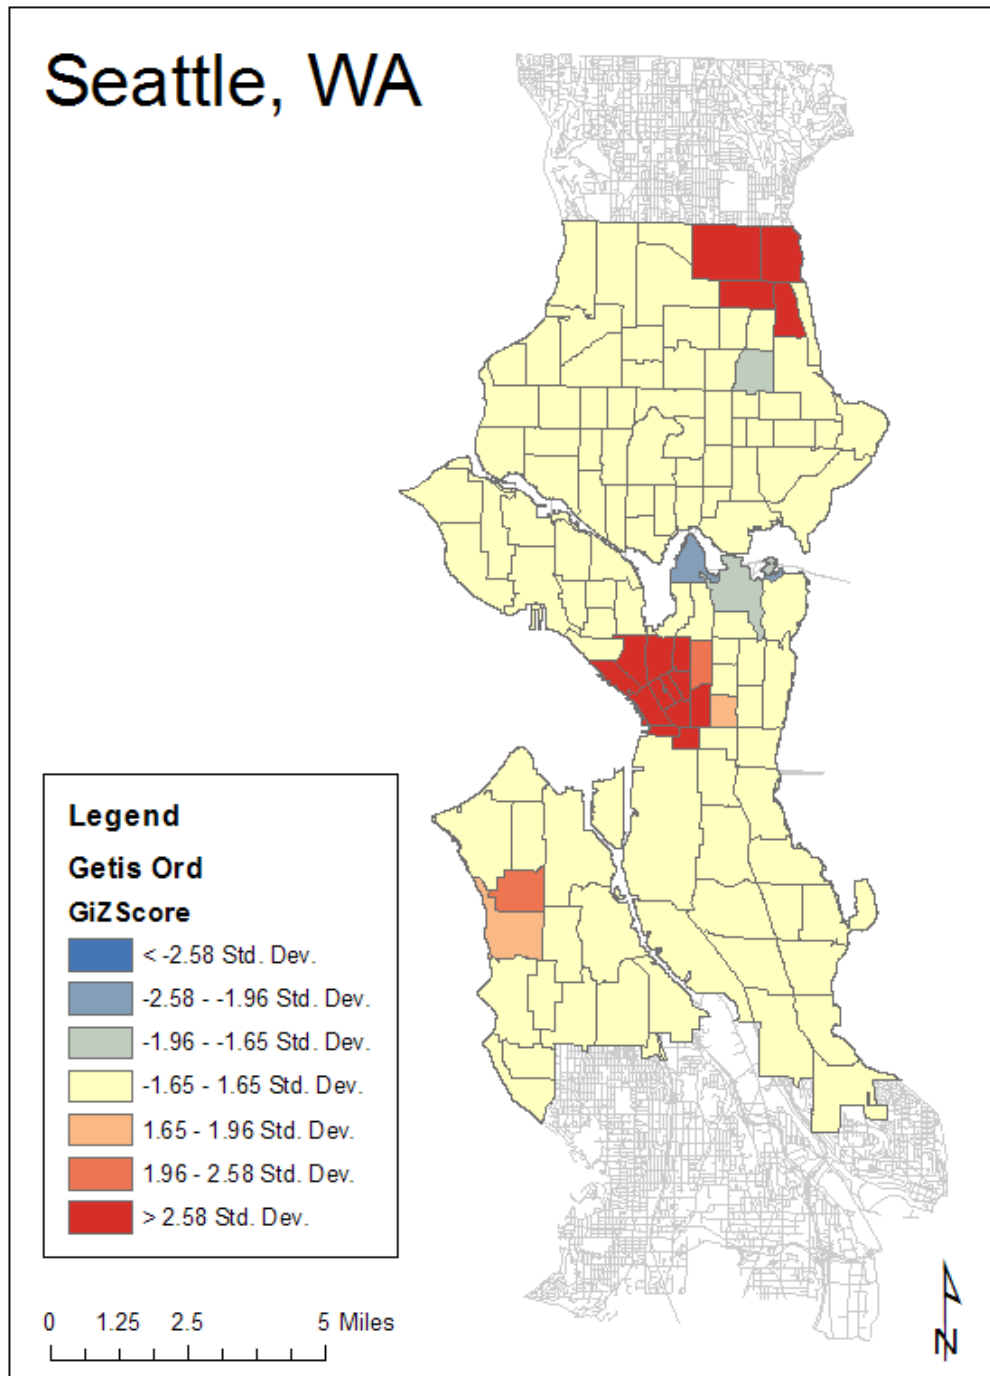 Seattle, WA
Legend
Getis Ord
GiZScore
< -2.58 Std. Dev.
-2.58 - -1.96 Std. Dev.
-1.96 - -1.65 Std. Dev.
-1.65 - 1.65 Std. Dev.
1.65 - 1.96 Std. Dev.
1.96 - 2.58 Std. Dev.
> 2.58 Std. Dev.
0 1.25 2.5 5 Miles
N